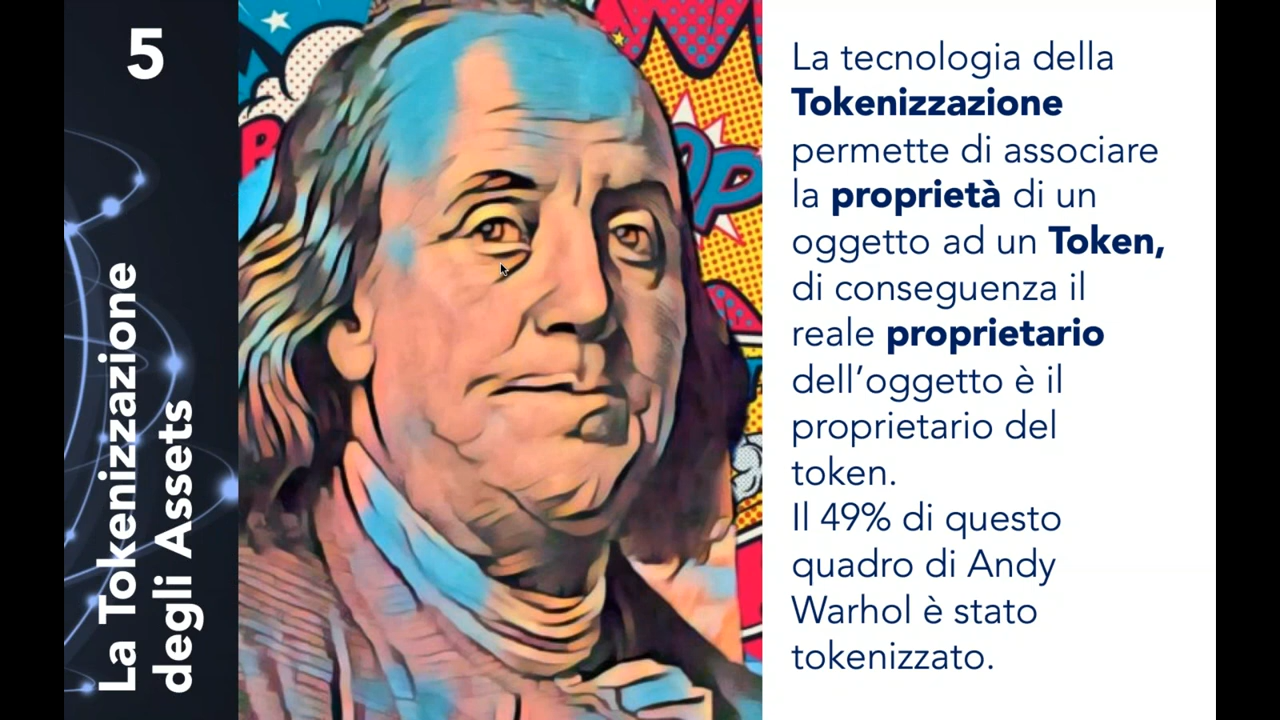 5
La Tokenizzazione
degli Assets
La tecnologia della
Tokenizzazione
permette di associare
la proprietà di un
oggetto ad un Token,
di conseguenza il
reale proprietario
dell’oggetto è il
proprietario del
token.
Il 49% di questo
quadro di Andy
Warhol è stato
tokenizzato.